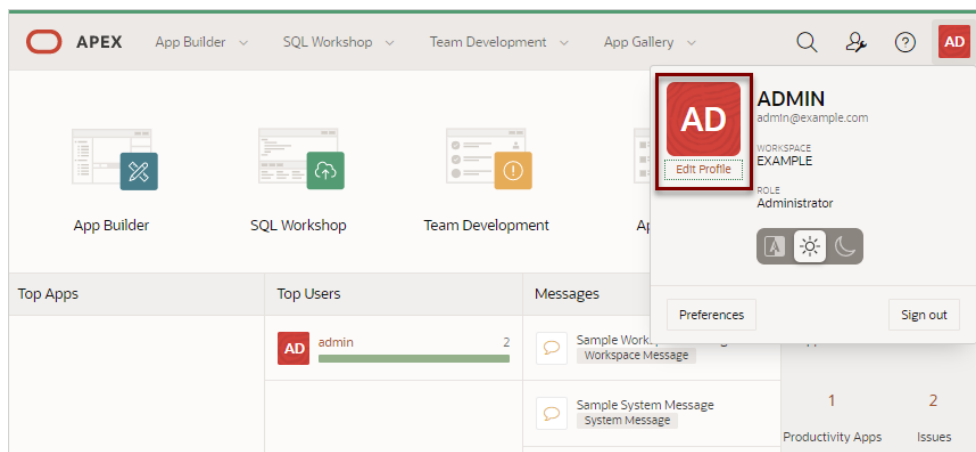 APEX App Builder SQL Workshop Team Development App Gallery AD
AD
Edit Profile
ADMIN
admin@example.com
WORKSPACE
EXAMPLE
ROLE
Administrator
A
Preferences Sign out
App Builder SQL Workshop Team Development
Top Apps Top Users Messages
AD admin 2
Sample
Workspace Message
Sample System Message
System Message
1 2
Productivity Apps Issues